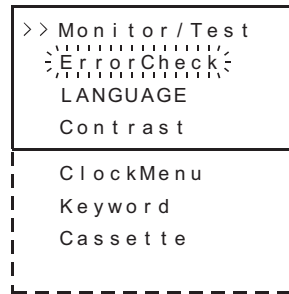 >> Monitor/Test
ErrorCheck
LANGUAGE
Contrast
ClockMenu
Keyword
Cassette